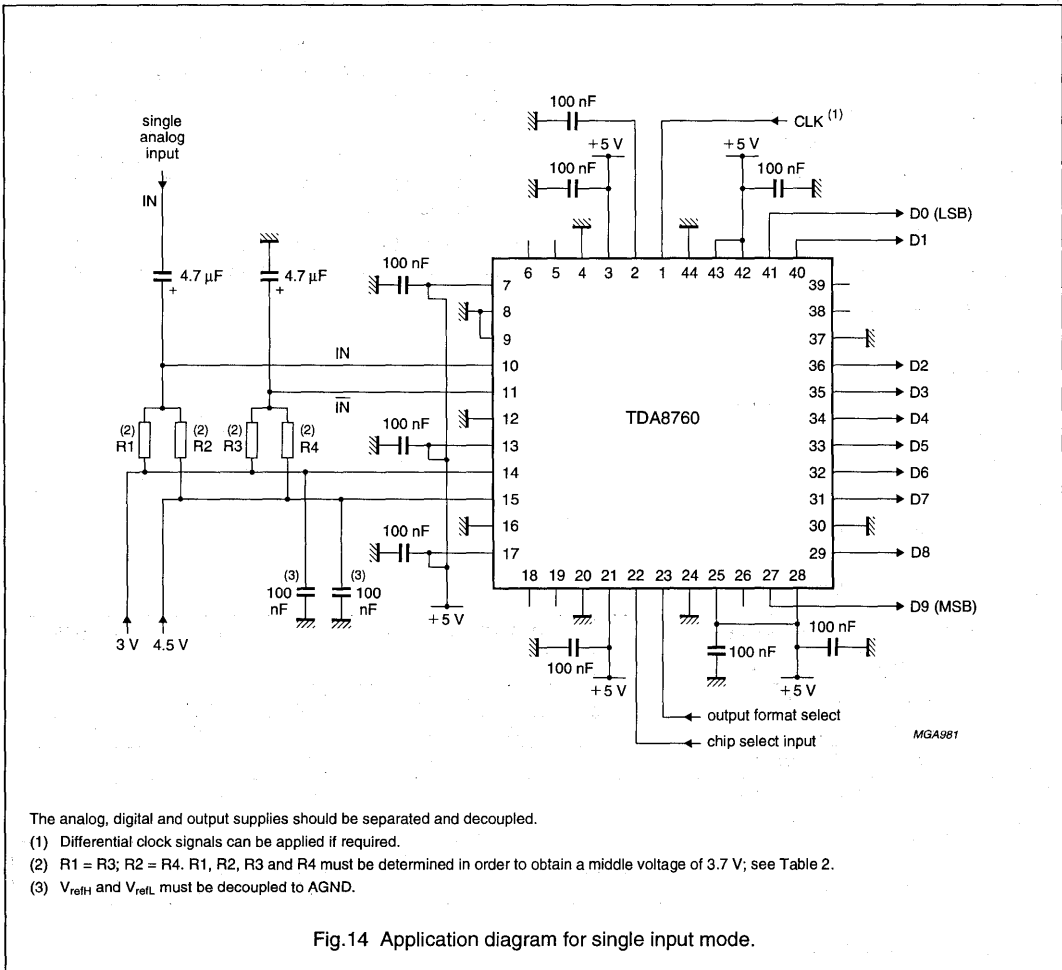 single
analog
input
IN
4.7 μF
+
4.7 μF
+
100 nF
100 nF
+5 V
CLK (1)
+5 V
100 nF
D0 (LSB)
D1
6 5 4 3 2 1 44 43 42 41 40
100 nF
7
8
9
IN
10
IN
11
12
100 nF
13
14
15
16
100 nF
17
39
38
37
36 D2
35 D3
34 D4
33 D5
32 D6
31 D7
30
29 D8
TDA8760
(2) R1
(2) R2
(2) R3
(2) R4
(3)
100
nF
(3)
100
nF
+5 V
3 V 4.5 V
18 19 20 21 22 23 24 25 26 27 28
D9 (MSB)
100 nF
100 nF
100 nF
+5 V
+5 V
output format select
chip select input
MGA981
The analog, digital and output supplies should be separated and decoupled.
(1) Differential clock signals can be applied if required.
(2) R1 = R3; R2 = R4. R1, R2, R3 and R4 must be determined in order to obtain a middle voltage of 3.7 V; see Table 2.
(3) VrefH and VrefL must be decoupled to AGND.
Fig.14 Application diagram for single input mode.